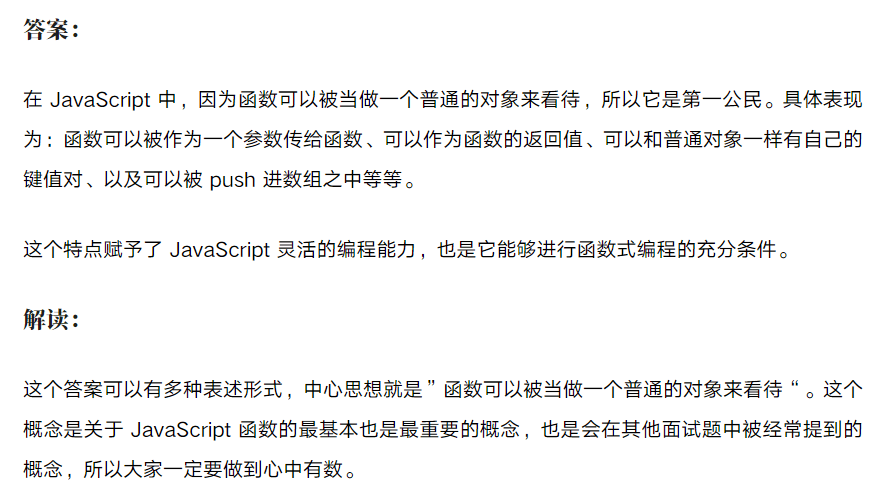 答案：
在 JavaScript 中，因为函数可以被当做一个普通的对象来看待，所以它是第一公民。具体表现
为：函数可以被作为一个参数传给函数、可以作为函数的返回值、可以和普通对象一样有自己的
键值对、以及可以被 push 进数组之中等等。
这个特点赋予了 JavaScript 灵活的编程能力，也是它能够进行函数式编程的充分条件。
解读：
这个答案可以有多种表述形式，中心思想就是”函数可以被当做一个普通的对象来看待“。这个
概念是关于 JavaScript 函数的最基本也是最重要的概念，也是会在其他面试题中被经常提到的
概念，所以大家一定要做到心中有数。